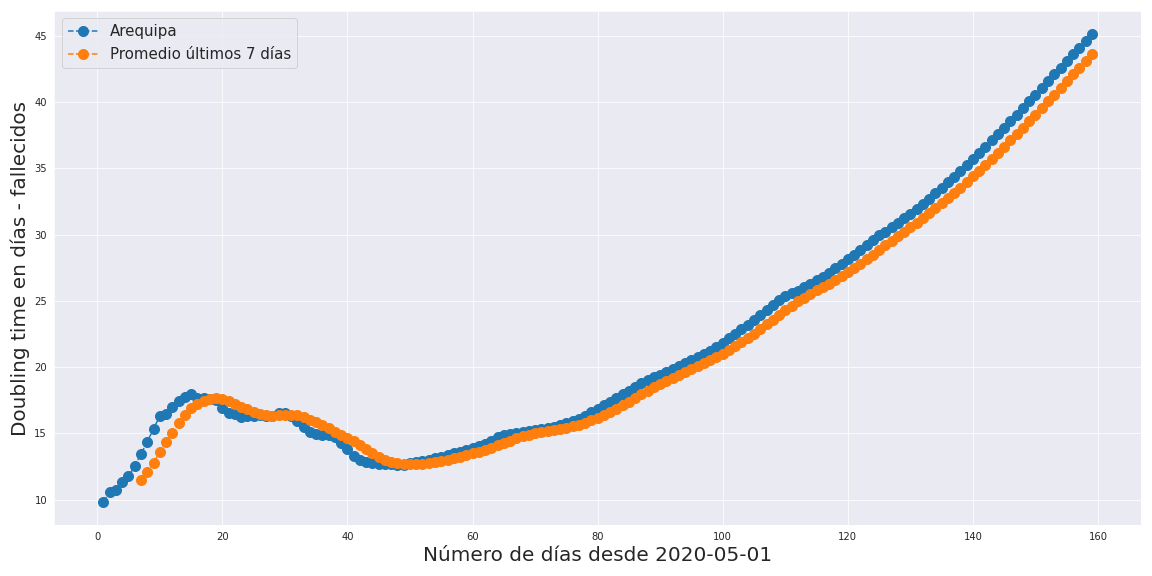 Arequipa
Promedio últimos 7 días
Doubling time en días - fallecidos
45
40
35
30
25
20
15
10
0 20 40 60 80 100 120 140 160
Número de días desde 2020-05-01